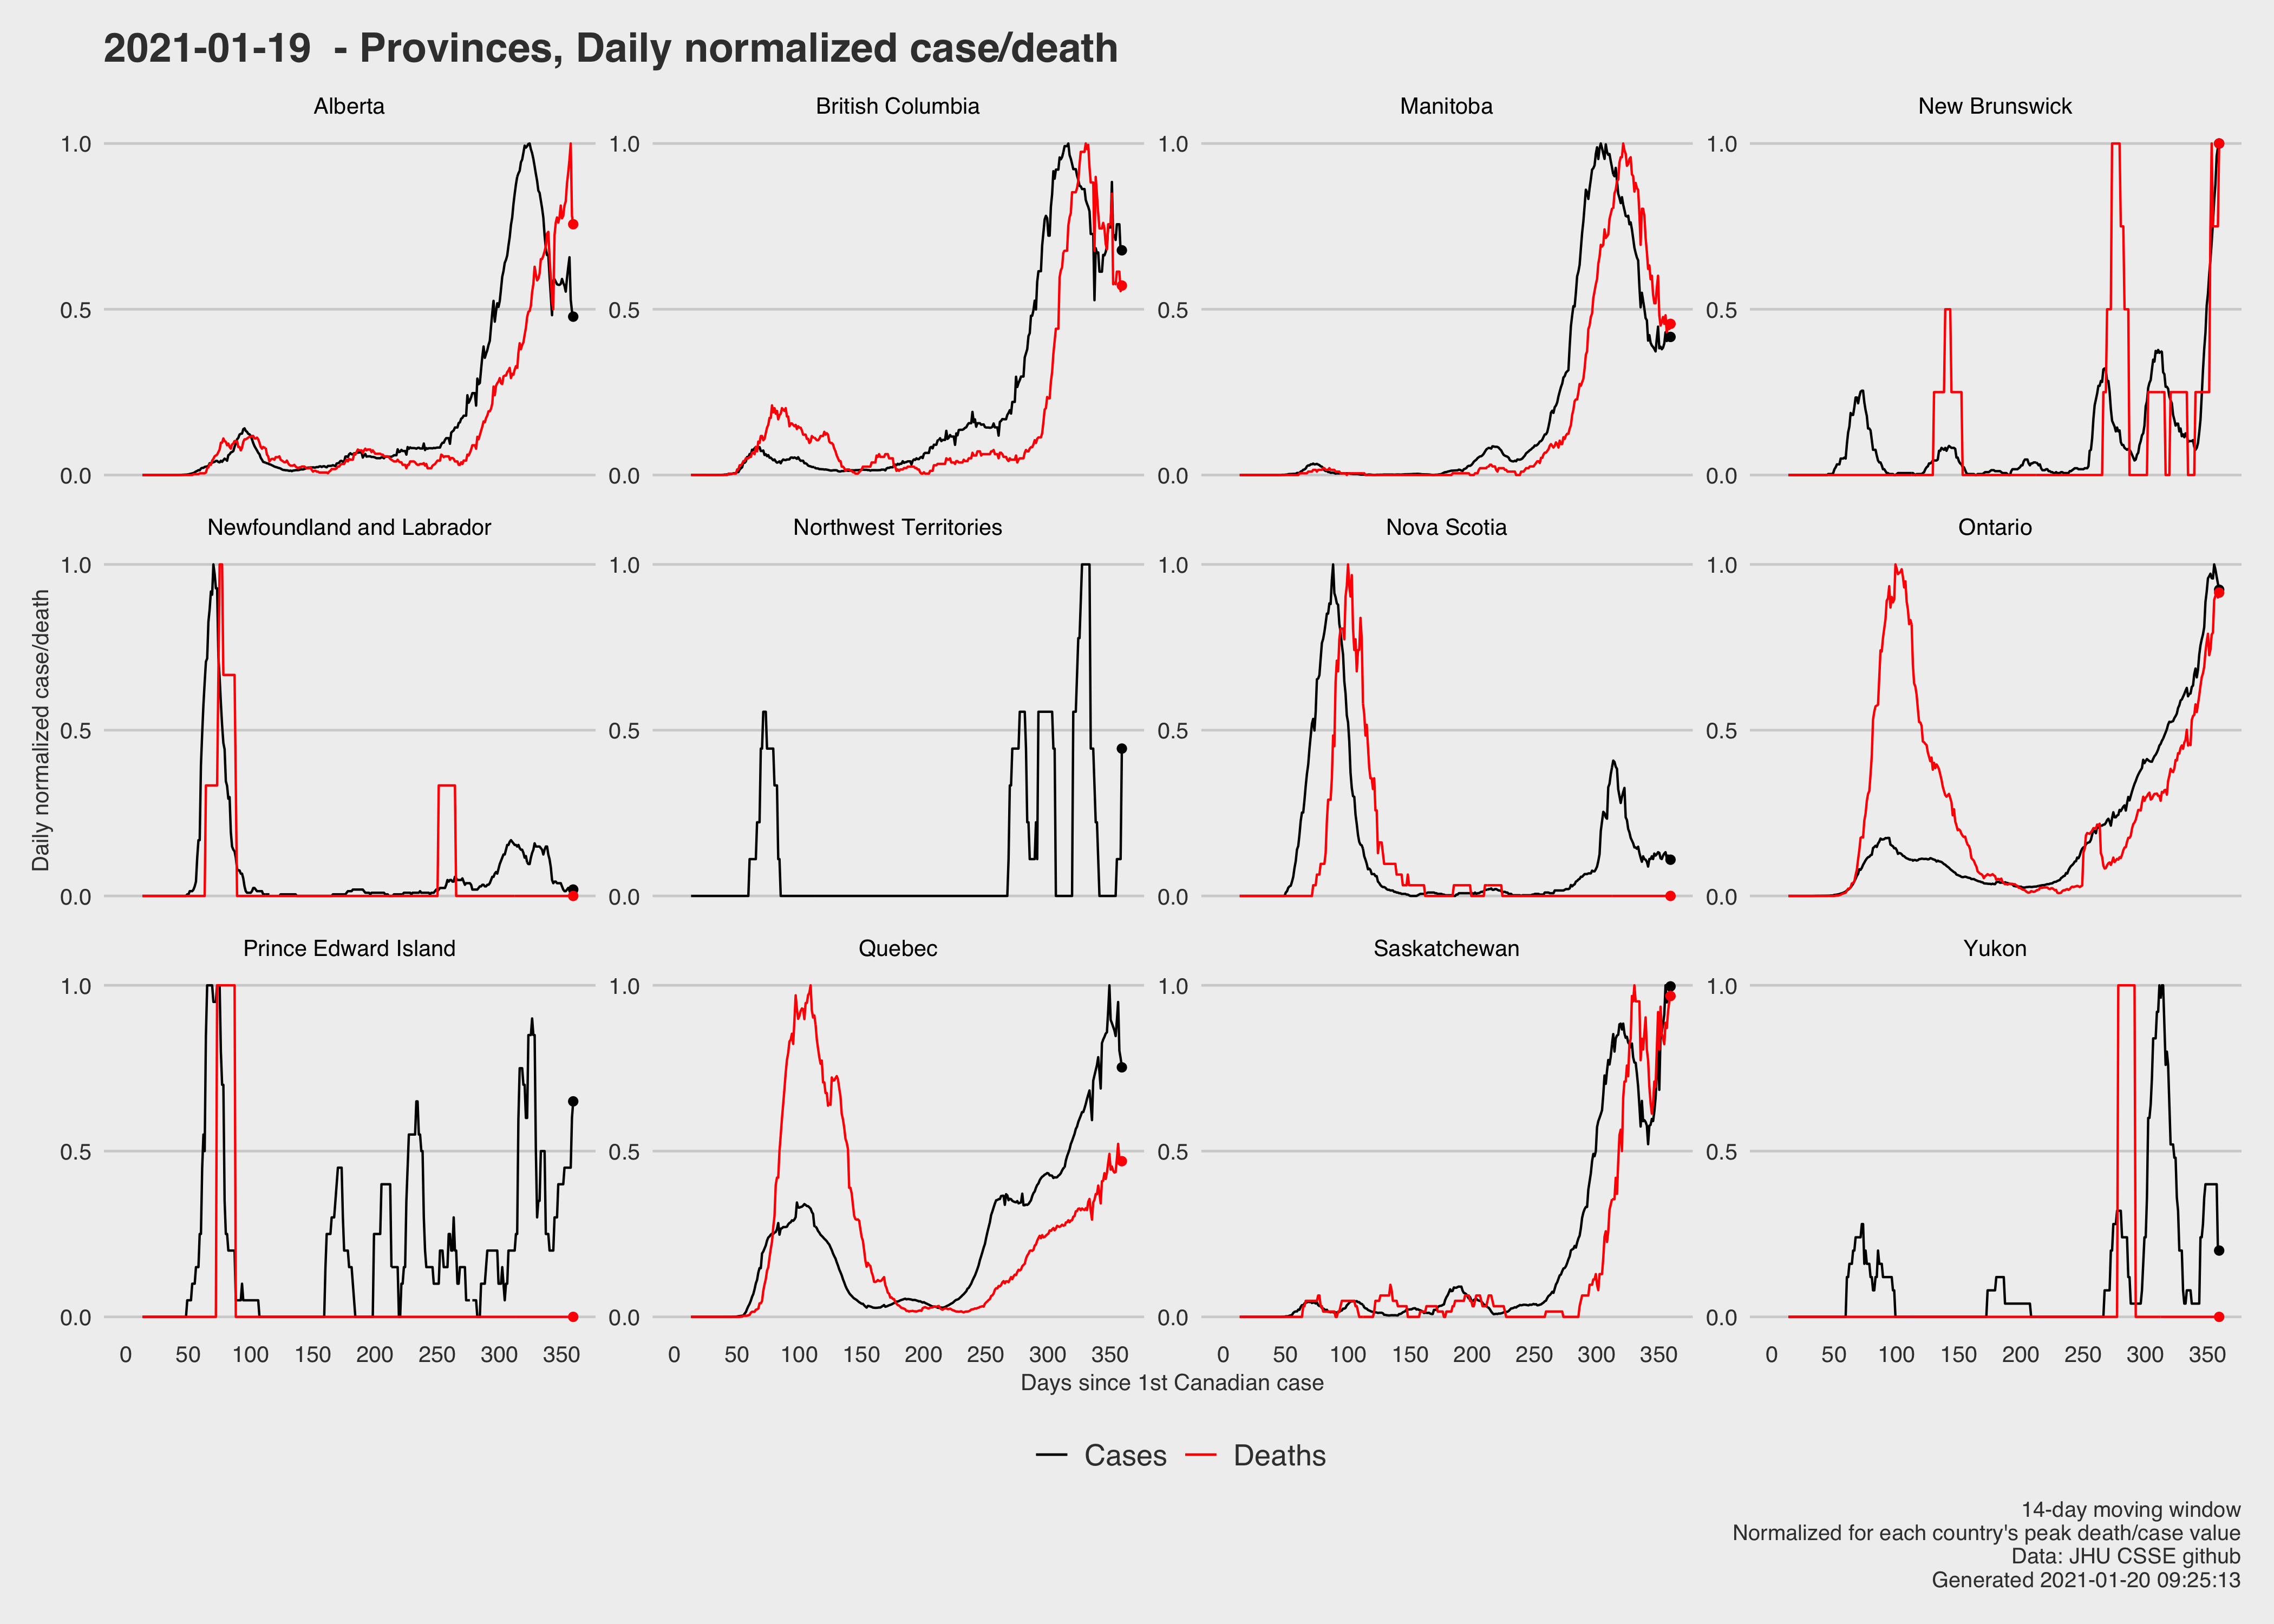 2021-01-19 - Provinces, Daily normalized case/death
Alberta British Columbia Manitoba New Brunswick
1.0 1.0 1.0 1.0
0.5 0.5 0.5 0.5
0.0 0.0 0.0 0.0
Newfoundland and Labrador Northwest Territories Nova Scotia Ontario
1.0 1.0 1.0 1.0
0.5 0.5 0.5 0.5
0.0 0.0 0.0 0.0
Daily normalized case/death
Prince Edward Island Quebec Saskatchewan Yukon
1.0 1.0 1.0 1.0
0.5 0.5 0.5 0.5
0.0 0.0 0.0 0.0
0 50 100 150 200 250 300 350 0 50 100 150 200 250 300 350 0 50 100 150 200 250 300 350 0 50 100 150 200 250 300 350
Days since 1st Canadian case
Cases Deaths
14-day moving window
Normalized for each country's peak death/case value
Data: JHU CSSE github
Generated 2021-01-20 09:25:13